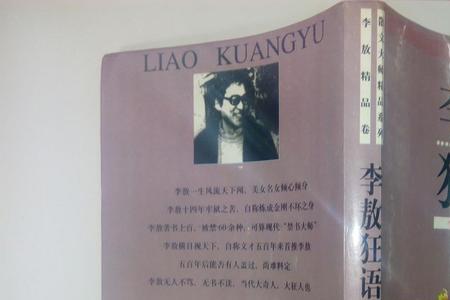 LIAO KUANGYU
李敖一生风流天下闻，美女名女倾心倾身
李敖十四年牢狱之苦，自称炼成金刚不坏之身
李敖著书上百，被禁60余种，可算现代“禁书大师”
李敖横目视天下，自称文才五百年来首推李敖
五百年后能否有人盖过，尚难料定
李敖无人不骂，无书不读，当代大奇人，大狂人也
散文大师精品系列
李敖精品卷
李敖狂语
李